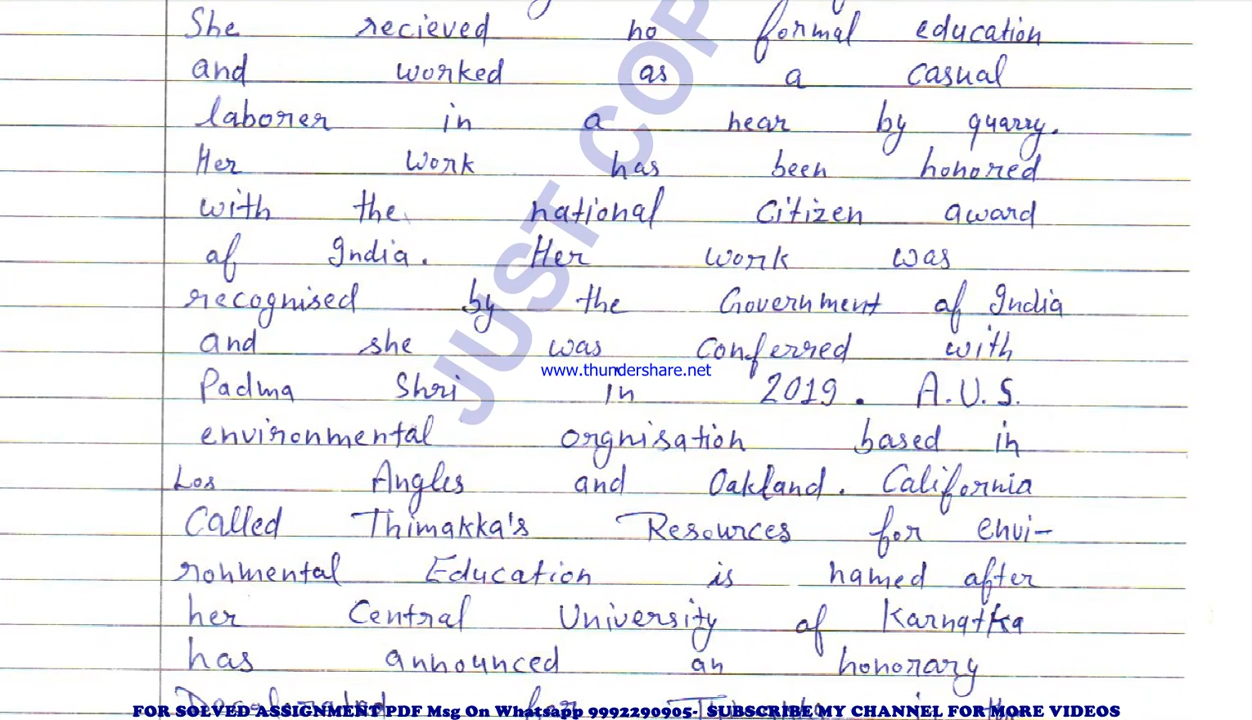 She recieved no formal education
and worked as a casual
laborer in a near by quarry.
Her work has been honored
with the national Citizen award
of India. Her work was
recognised by the Government of India
and she was conferred with
www.thundershare.net
Padma Shri in 2019. A.U.S.
environmental orgnisation based in
Los Angles and Oakland. California
Called Thimakka's Resources for envi-
ronmental Education is named after
her Central University of Karnatka
has announced an honorary
FOR SOLVED ASSIGNMENT PDF Msg On Whatsapp 9992290905- SUBSCRIBE MY CHANNEL FOR MORE VIDEOS
JUST COP